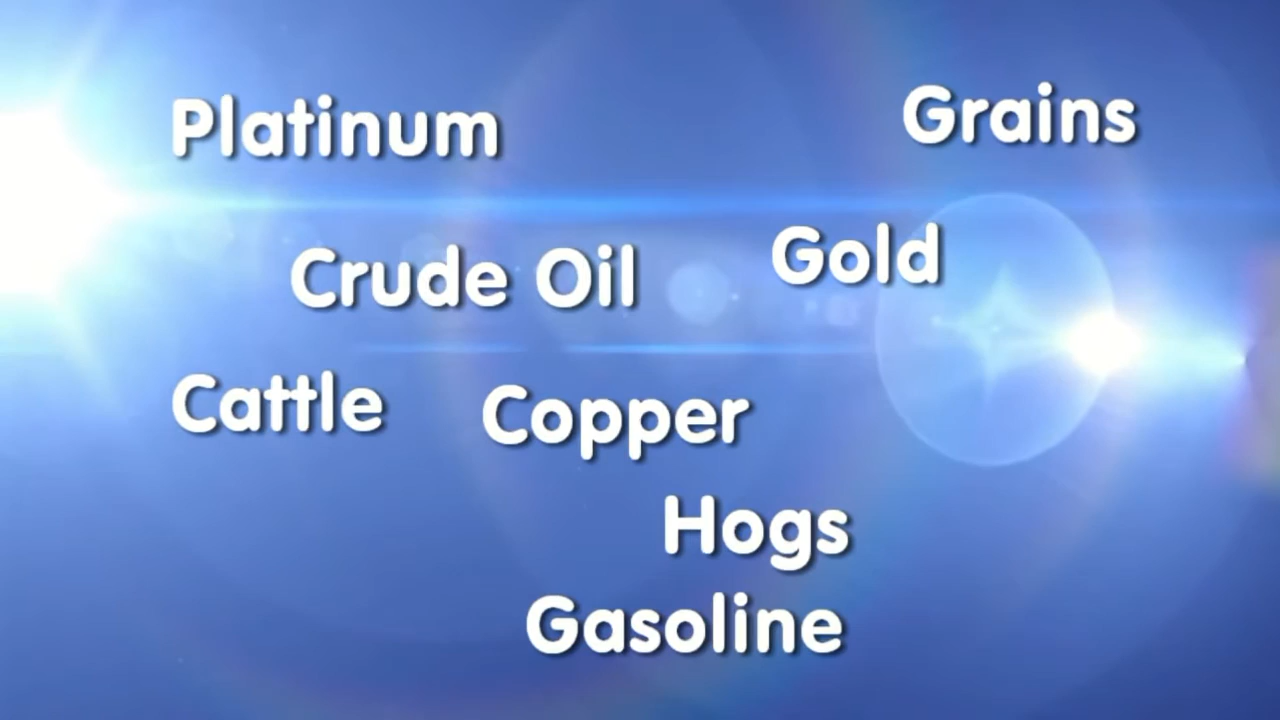 Platinum
Grains
Crude Oil
Gold
Cattle
Copper
Hogs
Gasoline